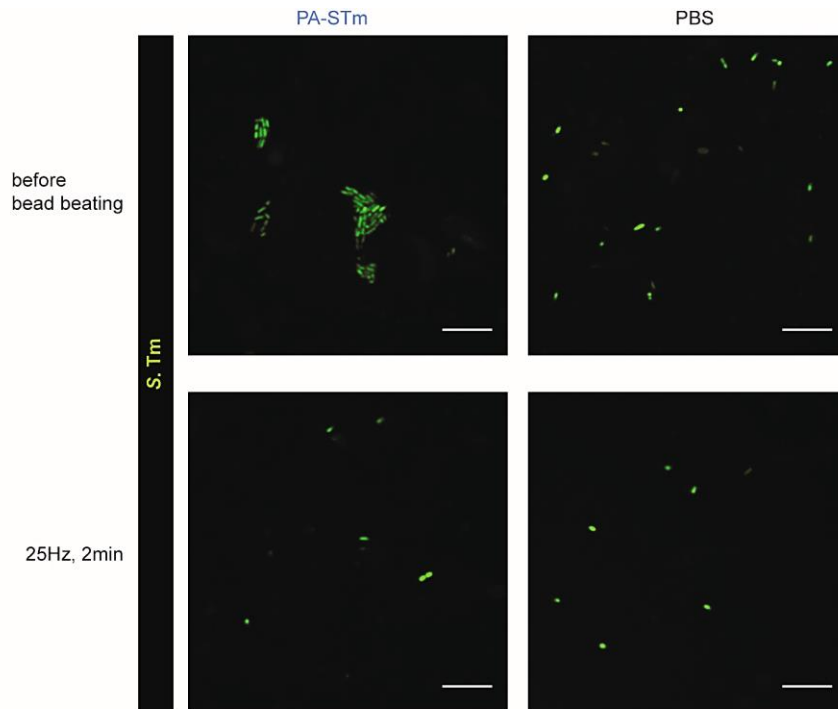 PA-STm
PBS
before
bead beating
S. Tm
25Hz, 2min